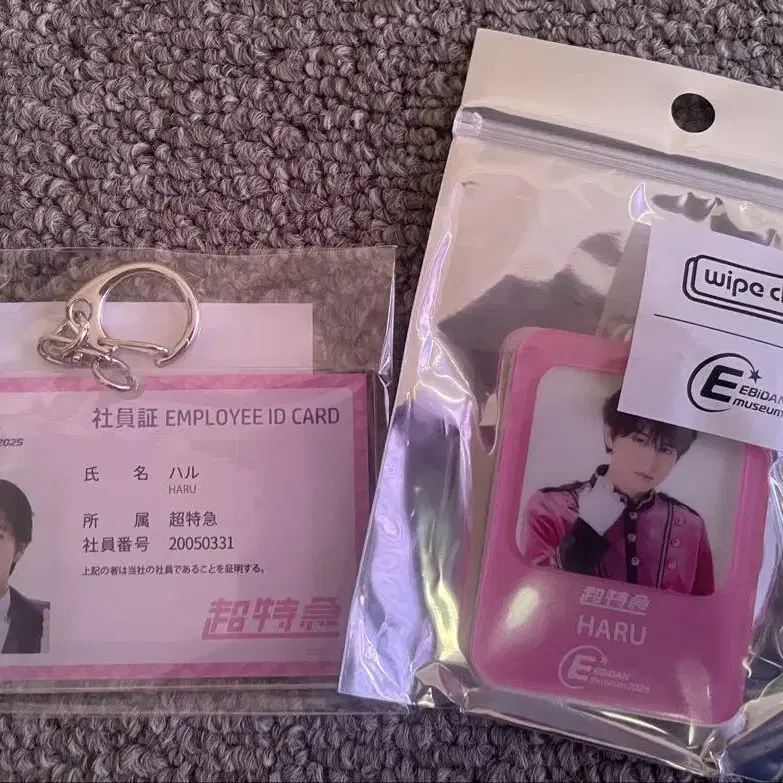 2025
社員証 EMPLOYEE ID CARD
氏 名 ハル
HARU
所 属 超特急
社員番号 20050331
上記の者は当社の社員であることを証明する。
超特急
wipe
E EBiDAN
museum
超特急
HARU
E EBiDAN
museum2025